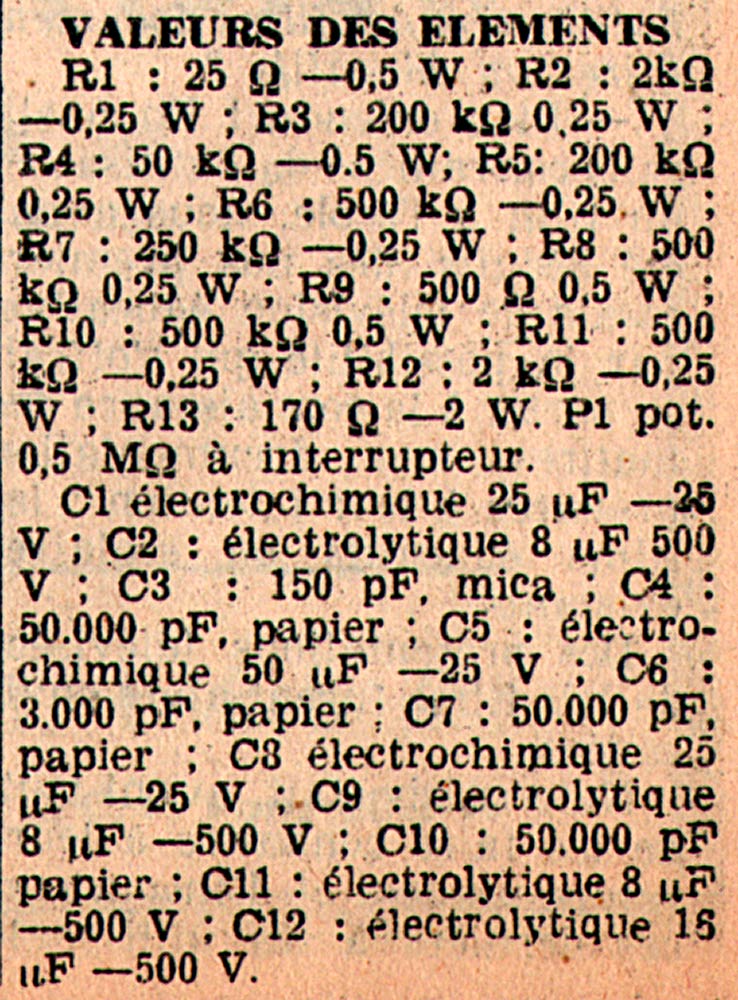 VALEURS DES ELEMENTS
R1 : 25 Ω —0,5 W ; R2 : 2kΩ
—0,25 W ; R3 : 200 kΩ 0,25 W ;
R4 : 50 kΩ —0.5 W; R5: 200 kΩ
0,25 W ; R6 : 500 kΩ —0,25 W ;
R7 : 250 kΩ —0,25 W ; R8 : 500
kΩ 0,25 W ; R9 : 500 Ω 0,5 W ;
R10 : 500 kΩ 0,5 W ; R11 : 500
kΩ —0,25 W ; R12 : 2 kΩ —0,25
W ; R13 : 170 Ω —2 W. P1 pot.
0,5 MΩ à interrupteur.
C1 électrochimique 25 µF —25
V ; C2 : électrolytique 8 µF 500
V ; C3 : 150 pF, mica ; C4 :
50.000 pF, papier ; C5 : électro-
chimique 50 µF —25 V ; C6 :
3.000 pF, papier ; C7 : 50.000 pF,
papier ; C8 électrochimique 25
µF —25 V ; C9 : électrolytique
8 µF —500 V ; C10 : 50.000 pF
papier ; C11 : électrolytique 8 µF
—500 V ; C12 : électrolytique 16
µF —500 V.